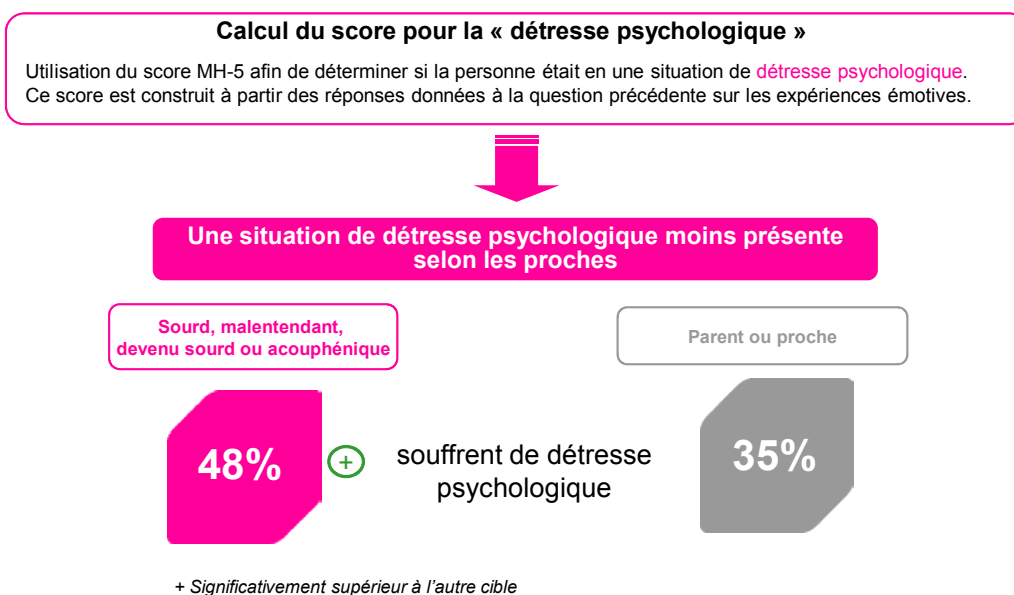 Calcul du score pour la « détresse psychologique »
Utilisation du score MH-5 afin de déterminer si la personne était en une situation de détresse psychologique.
Ce score est construit à partir des réponses données à la question précédente sur les expériences émotives.
Une situation de détresse psychologique moins présente
selon les proches
Sourd, malentendant,
devenu sourd ou acouphénique
Parent ou proche
48%
+
souffrent de détresse
psychologique
35%
+ Significativement supérieur à l’autre cible